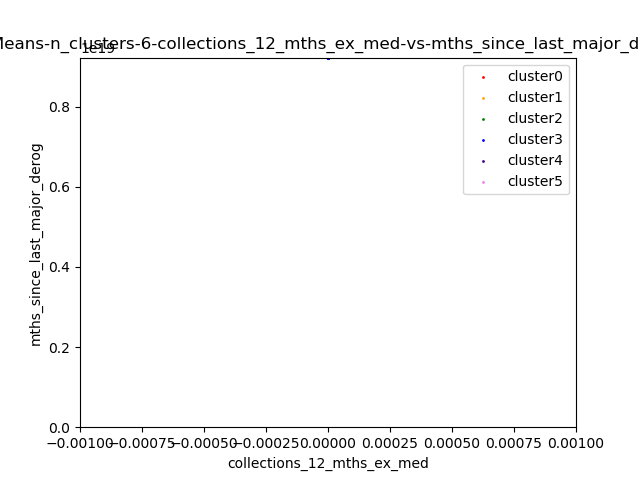 Means-n_clusters-6-collections_12_mths_ex_med-vs-mths_since_last_major_d
1e19
cluster0
cluster1
cluster2
cluster3
cluster4
cluster5
0.8
0.6
0.4
0.2
0.0
mths_since_last_major_derog
−0.00100 −0.00075 −0.00050 −0.00025 0.00000 0.00025 0.00050 0.00075 0.00100
collections_12_mths_ex_med